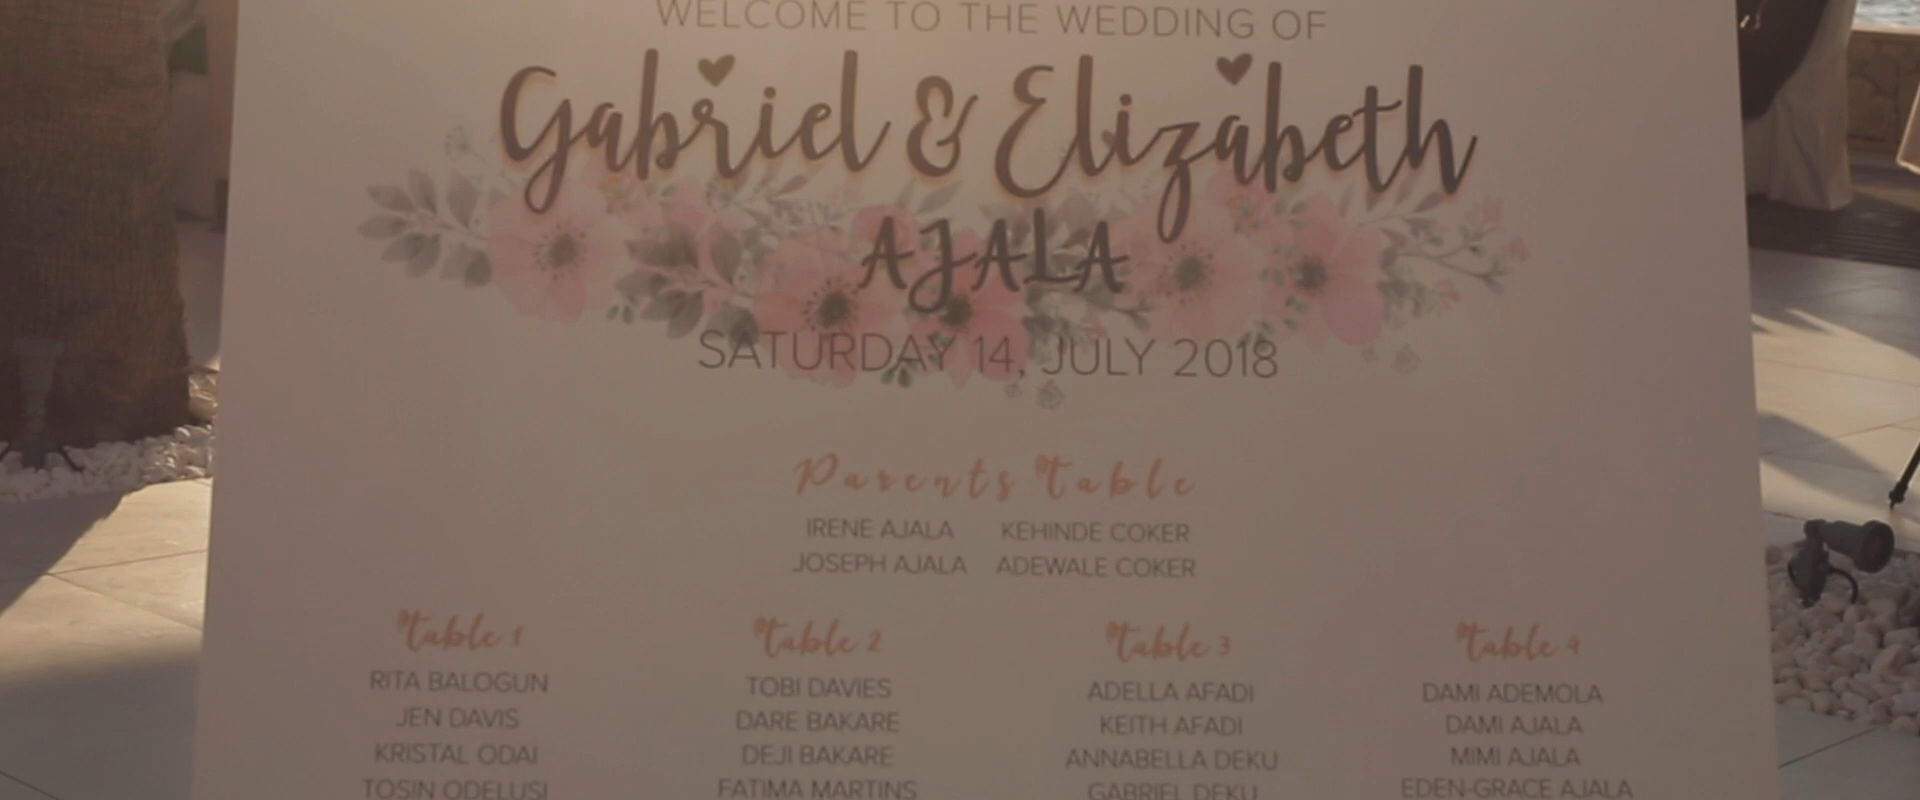 WELCOME TO THE WEDDING OF
Gabriel & Elizabeth
AJALA
SATURDAY 14, JULY 2018
Parents Table
IRENE AJALA KEHINDE COKER
JOSEPH AJALA ADEWALE COKER
Table 1 Table 2 Table 3 Table 4
RITA BALOGUN TOBI DAVIES ADELLA AFADI DAMI ADEMOLA
JEN DAVIS DARE BAKARE KEITH AFADI DAMI AJALA
KRISTAL ODAI DEJI BAKARE ANNABELLA DEKU MIMI AJALA
TOSIN ODELUSI FATIMA MARTINS GABRIEL DEKU EDEN-GRACE AJALA